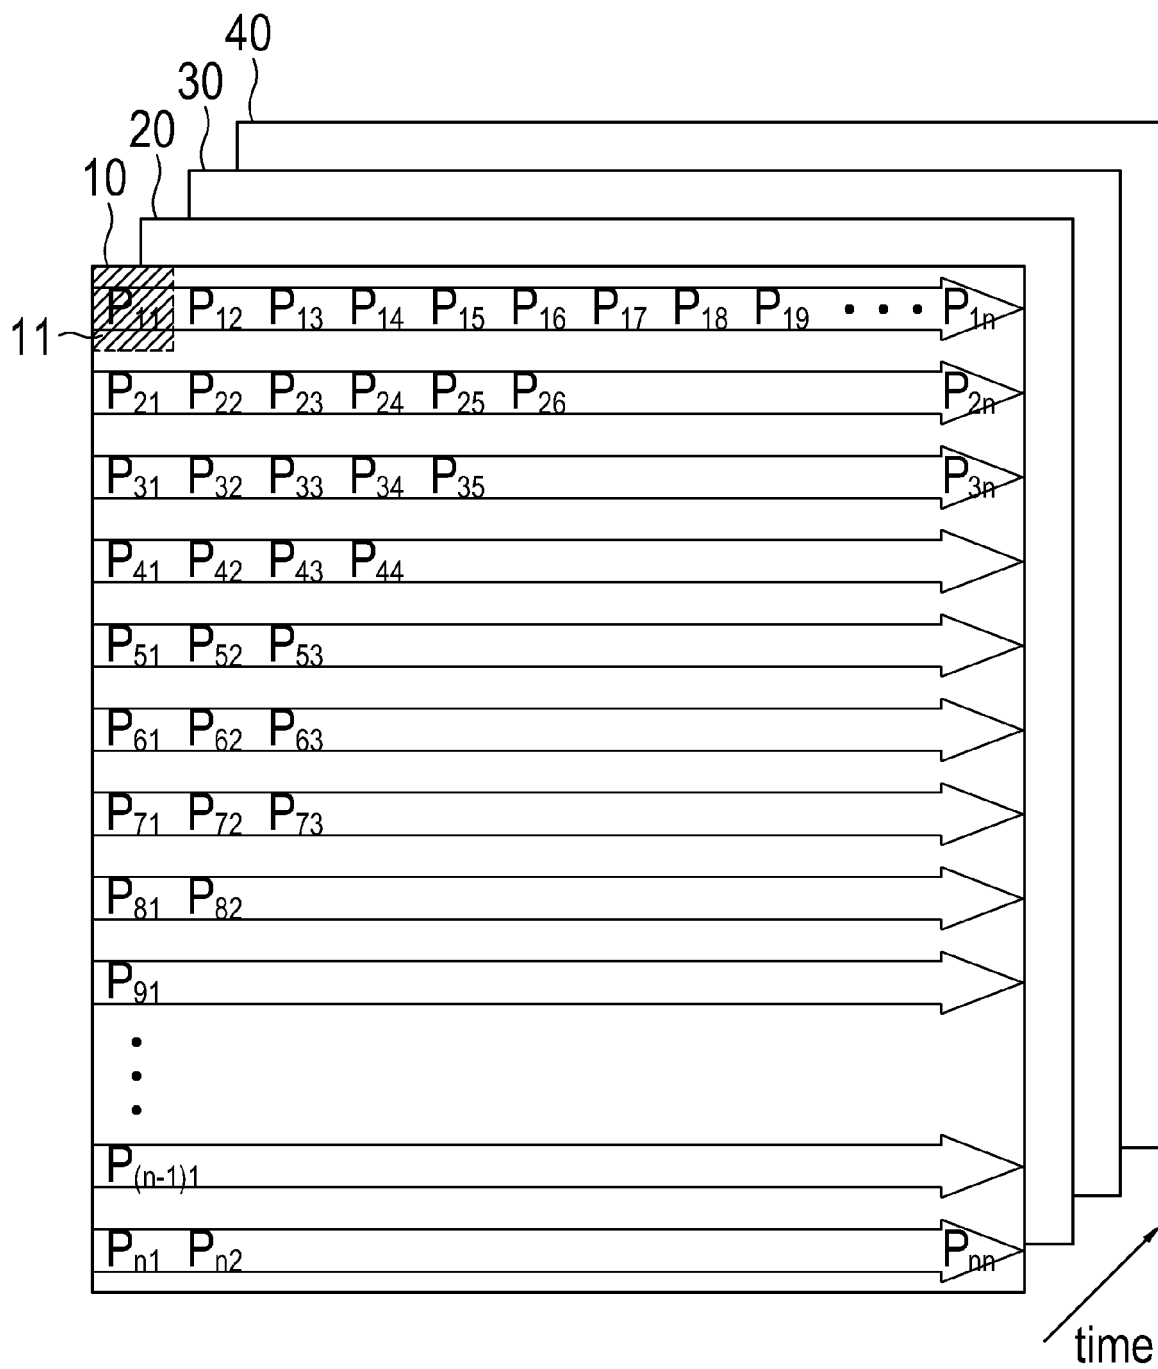 40
30
20
10
P11 P12 P13 P14 P15 P16 P17 P18 P19 • • • P1n
11
P21 P22 P23 P24 P25 P26 P2n
P31 P32 P33 P34 P35 P3n
P41 P42 P43 P44
P51 P52 P53
P61 P62 P63
P71 P72 P73
P81 P82
P91
•
•
•
P(n-1)1
Pn1 Pn2 Pnn
time